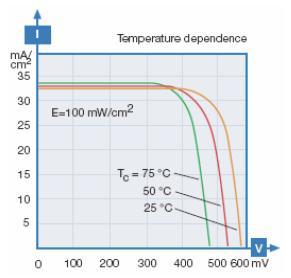 I
Temperature dependence
mA/
cm²
35
30
E=100 mW/cm²
25
20
15
T_C = 75 °C
50 °C
10
25 °C
5
0
V
0 100 200 300 400 500 600 mV